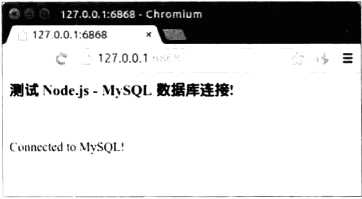 127.0.0.1:6868 - Chromium
127.0.0.1:6868
127.0.0.1:6868
测试 Node.js - MySQL 数据库连接!
Connected to MySQL!